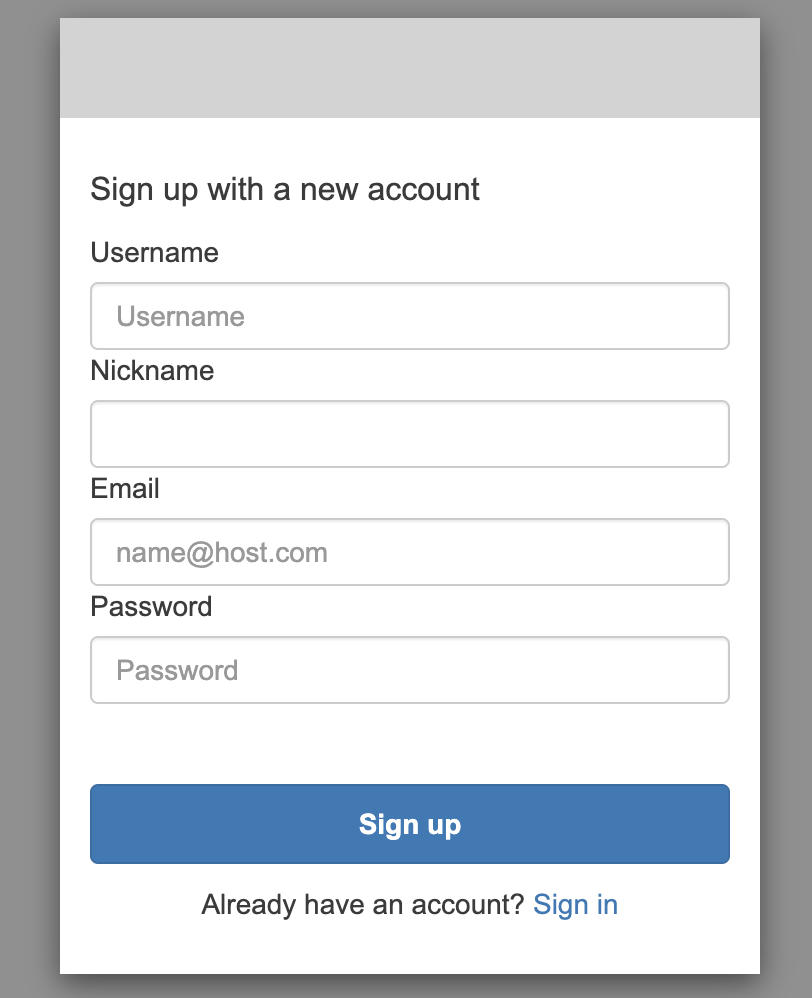 Sign up with a new account
Username
Username
Nickname
Email
name@host.com
Password
Password
Sign up
Already have an account? Sign in